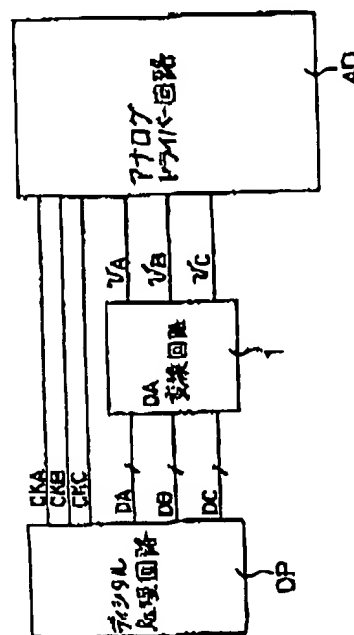 アナログ
ドライバー回路
AD
CKA
CKB
CKC
VA
VB
VC
DA
変換回路
1
DA
DB
DC
ディジタル
処理回路
DP